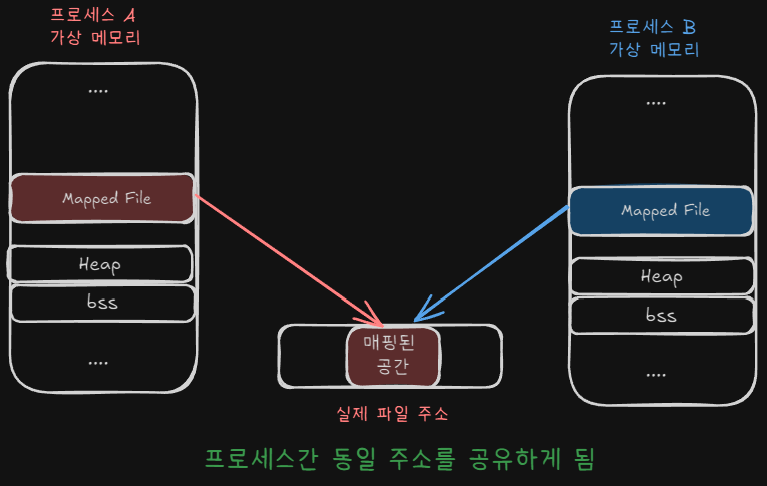 프로세스 A
가상 메모리
....
Mapped File
Heap
bss
....
프로세스 B
가상 메모리
....
Mapped File
Heap
bss
....
매핑된
공간
실제 파일 주소
프로세스간 동일 주소를 공유하게 됨